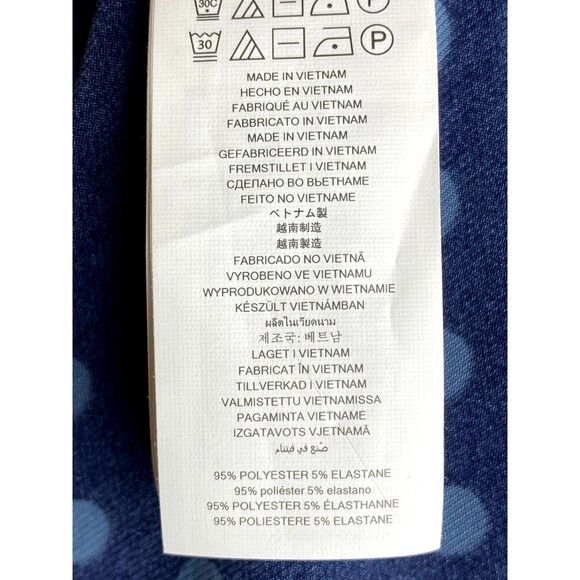 30C P
30 P
MADE IN VIETNAM
HECHO EN VIETNAM
FABRIQUÉ AU VIETNAM
FABBRICATO IN VIETNAM
MADE IN VIETNAM
GEFABRICEERD IN VIETNAM
FREMSTILLET I VIETNAM
СДЕЛАНО ВО ВЬЕТНАМЕ
FEITO NO VIETNAME
ベトナム製
越南制造
越南製造
FABRICADO NO VIETNÃ
VYROBENO VE VIETNAMU
WYPRODUKOWANO W WIETNAMIE
KÉSZÜLT VIETNÁMBAN
ผลิตในเวียดนาม
제조국: 베트남
LAGET I VIETNAM
FABRICAT ÎN VIETNAM
TILLVERKAD I VIETNAM
VALMISTETTU VIETNAMISSA
PAGAMINTA VIETNAME
IZGATAVOTS VJETNAMĀ
صُنع في فيتنام
95% POLYESTER 5% ELASTANE
95% poliéster 5% elastano
95% POLYESTER 5% ÉLASTHANNE
95% POLIESTERE 5% ELASTANE